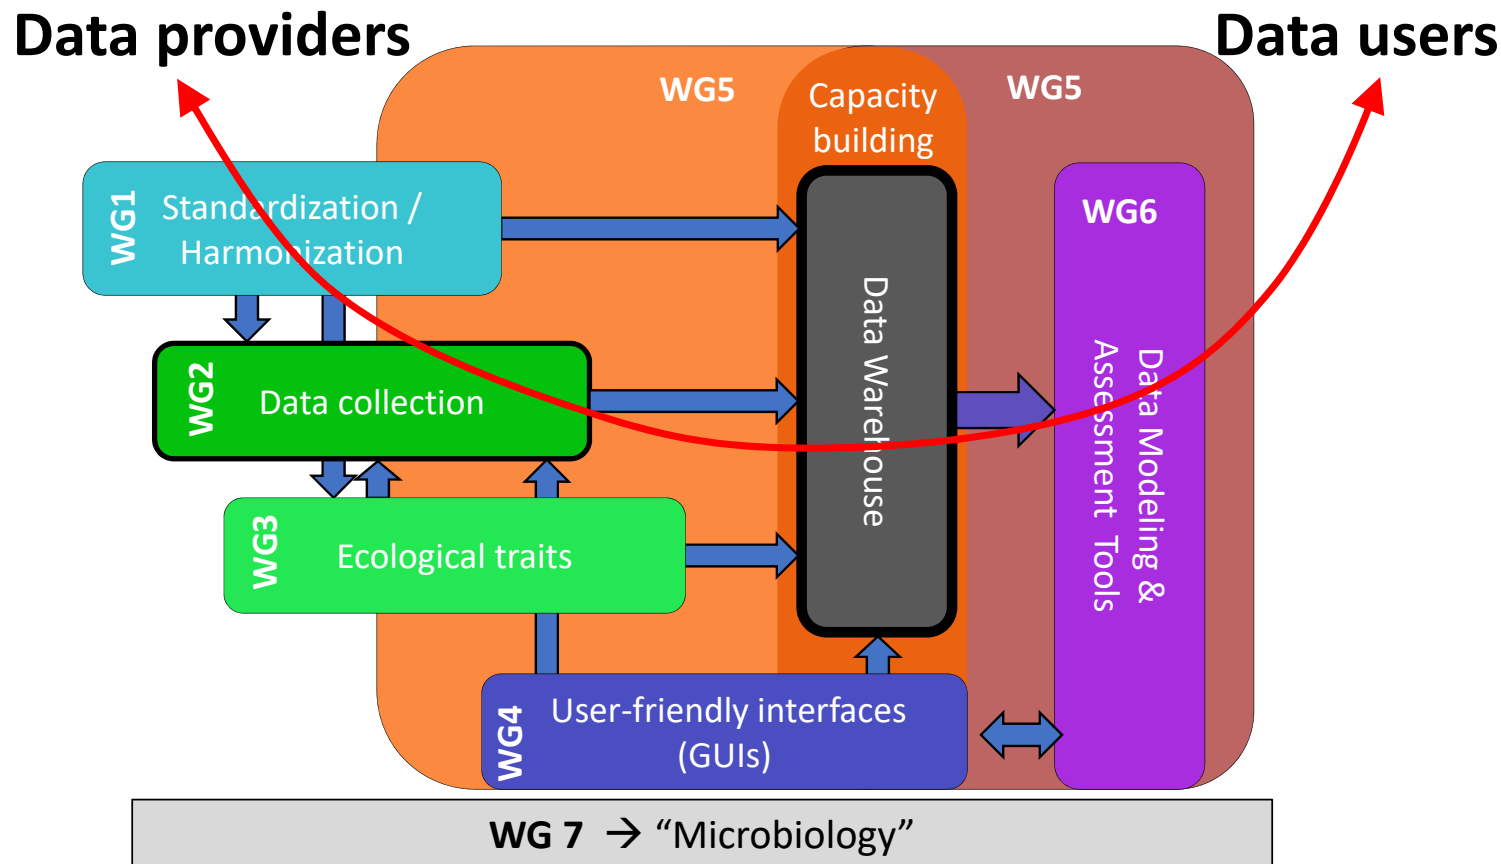 Data providers
Data users
WG5
Capacity
building
WG5
WG1
Standardization /
Harmonization
WG6
WG2
Data collection
Data Warehouse
Data Modeling &
Assessment Tools
WG3
Ecological traits
WG4
User-friendly interfaces
(GUIs)
WG 7 → “Microbiology”